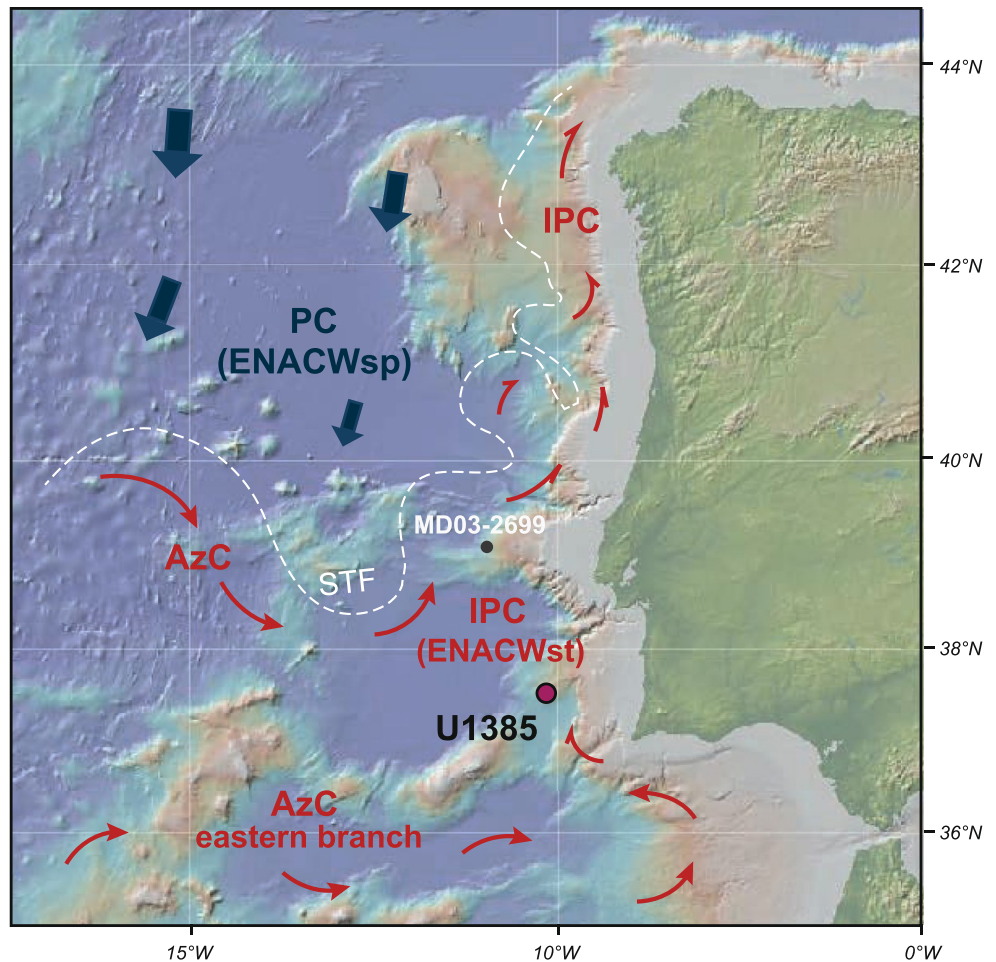 44°N
IPC
42°N
PC
(ENACWsp)
40°N
MD03-2699
AzC
STF
IPC
(ENACWst)
38°N
U1385
AzC
eastern branch
36°N
15°W
10°W
0°W